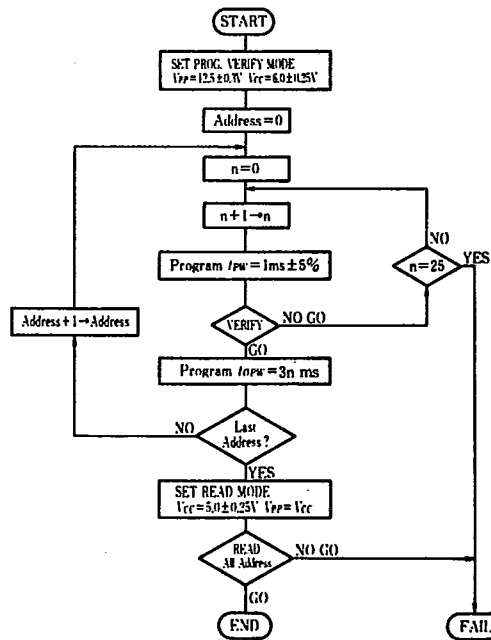 START
SET PROG. VERIFY MODE
VPP=12.5±0.3V VCC=6.0±0.25V
Address=0
n=0
n+1→n
NO
n=25
YES
Program tPW=1ms±5%
Address+1→Address
VERIFY
NO GO
GO
Program tOPW=3n ms
NO
Last
Address?
YES
SET READ MODE
VCC=5.0±0.25V VPP=VCC
READ
All Address
NO GO
GO
END
FAIL